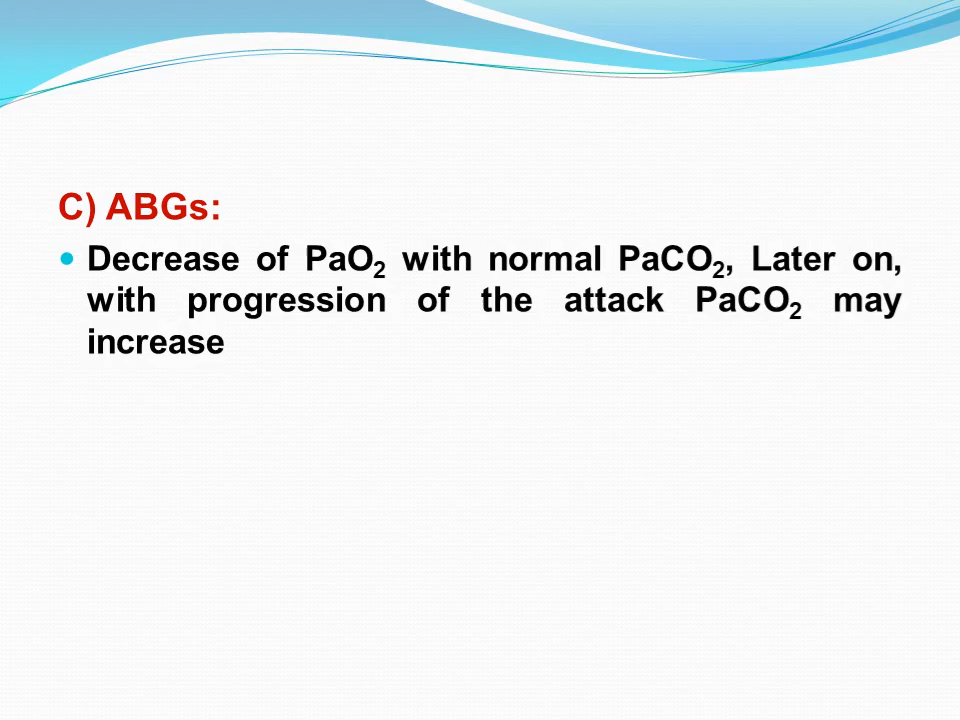 C) ABGs:
Decrease of PaO₂ with normal PaCO₂, Later on,
with progression of the attack PaCO₂ may
increase